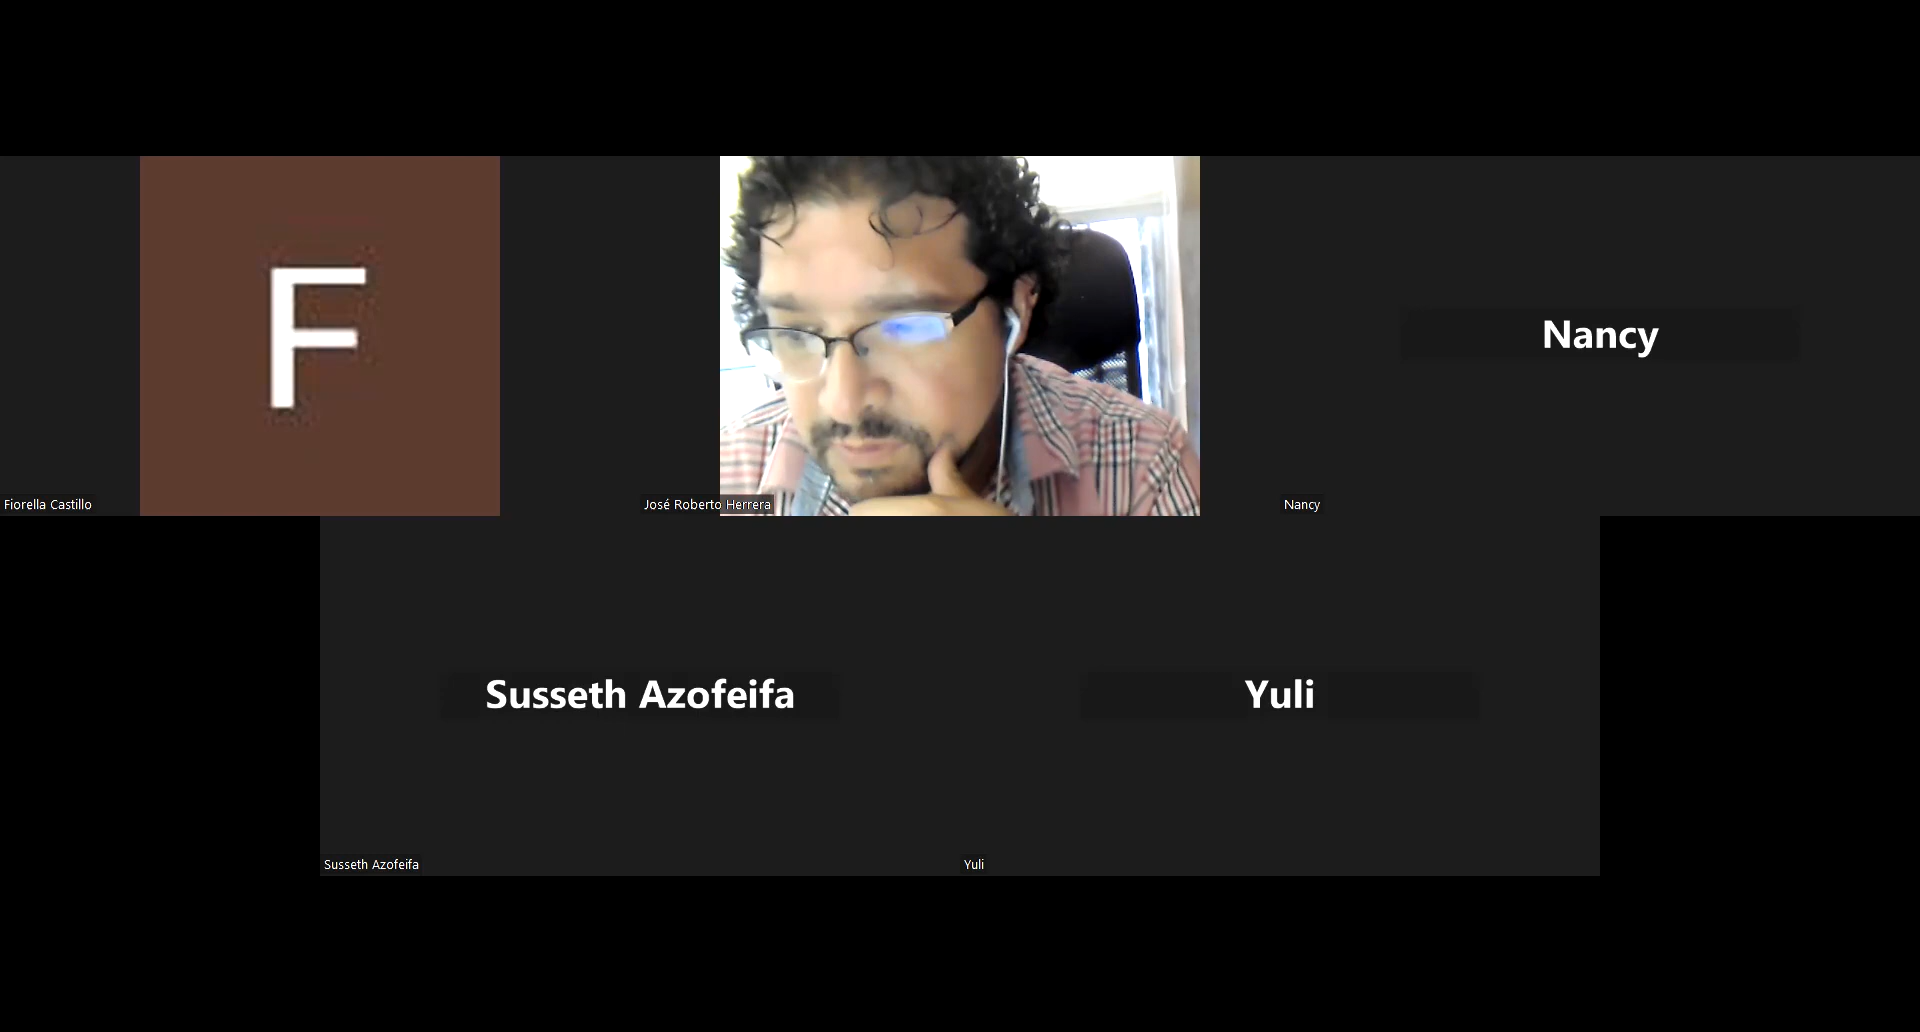 F
Fiorella Castillo
José Roberto Herrera
Nancy
Nancy
Susseth Azofeifa
Yuli
Susseth Azofeifa
Yuli